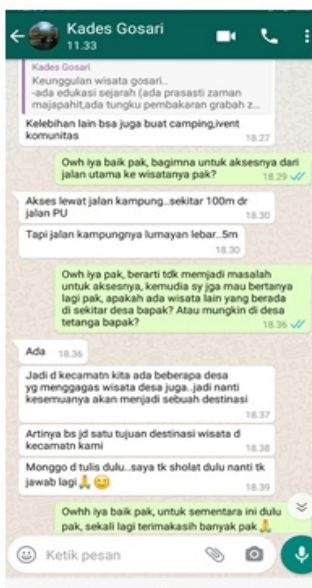 Kades Gosari
11.33
Kades Gosari
Keunggulan wisata gosari..
-ada edukasi sejarah (ada prasasti zaman
majapahit,ada tungku pembakaran grabah z...
Kelebihan lain bsa juga buat camping,ivent
komunitas
18.27
Owh iya baik pak, bagimna untuk aksesnya dari
jalan utama ke wisatanya pak?
18.29
Akses lewat jalan kampung..sekitar 100m dr
jalan PU
18.30
Tapi jalan kampungnya lumayan lebar..5m
18.30
Owh iya pak, berarti tdk memjadi masalah
untuk aksesnya, kemudia sy jga mau bertanya
lagi pak, apakah ada wisata lain yang berada
di sekitar desa bapak? Atau mungkin di desa
tetanga bapak?
18.36
Ada
18.36
Jadi d kecamatn kita ada beberapa desa
yg menggagas wisata desa juga..jadi nanti
kesemuanya akan menjadi sebuah destinasi
18.37
Artinya bs jd satu tujuan destinasi wisata d
kecamatn kami
18.38
Monggo d tulis dulu..saya tk sholat dulu nanti tk
jawab lagi🙏😊
18.39
Owhh iya baik pak, untuk sementara ini dulu
pak, sekali lagi terimakasih banyak pak🙏
Ketik pesan